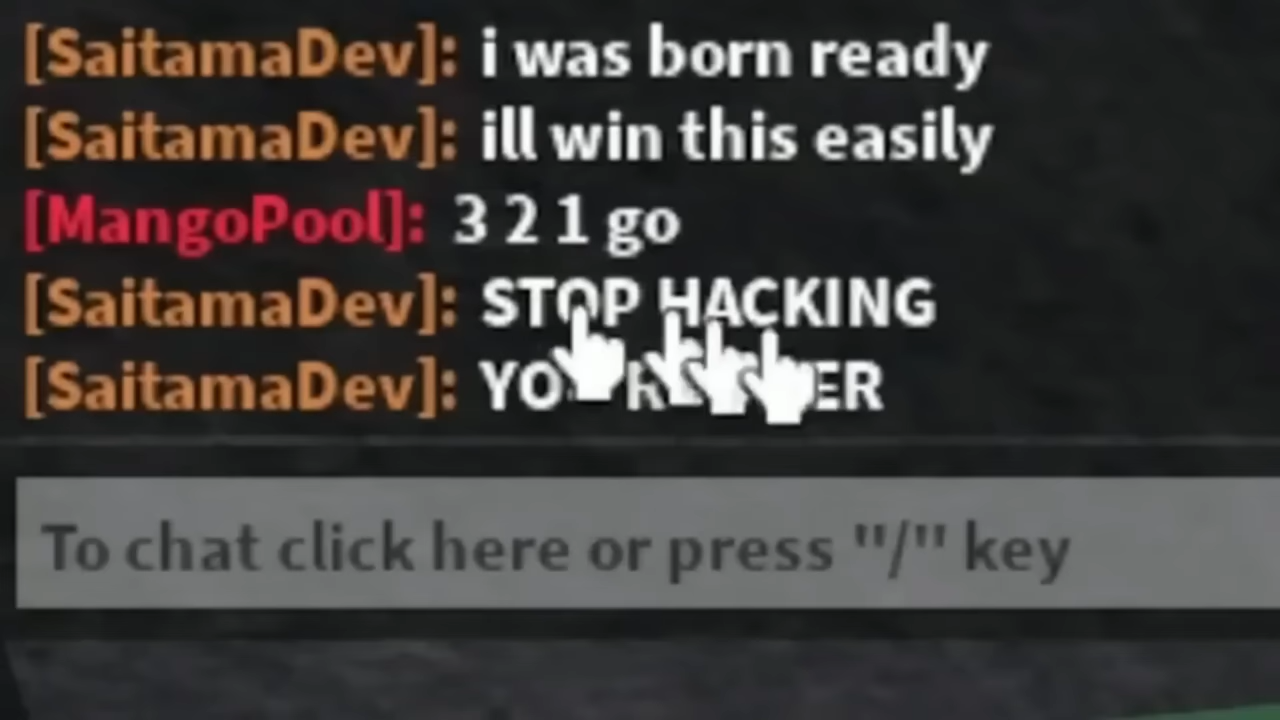 [SaitamaDev]: i was born ready
[SaitamaDev]: ill win this easily
[MangoPool]: 3 2 1 go
[SaitamaDev]: STOP HACKING
[SaitamaDev]:
To chat click here or press "/" key